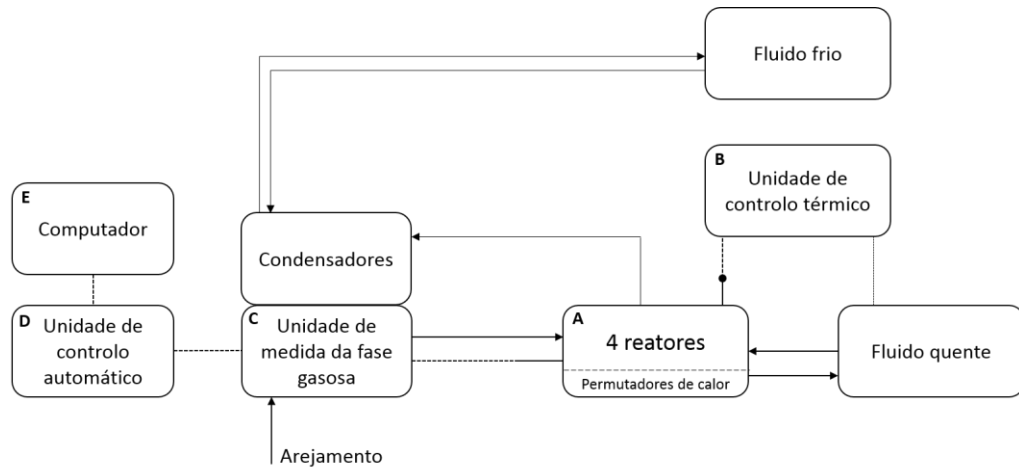 Fluido frio
B
Unidade de
controlo térmico
E
Computador
Condensadores
D
Unidade de
controlo
automático
C
Unidade de
medida da fase
gasosa
A
4 reatores
Permutadores de calor
Fluido quente
Arejamento